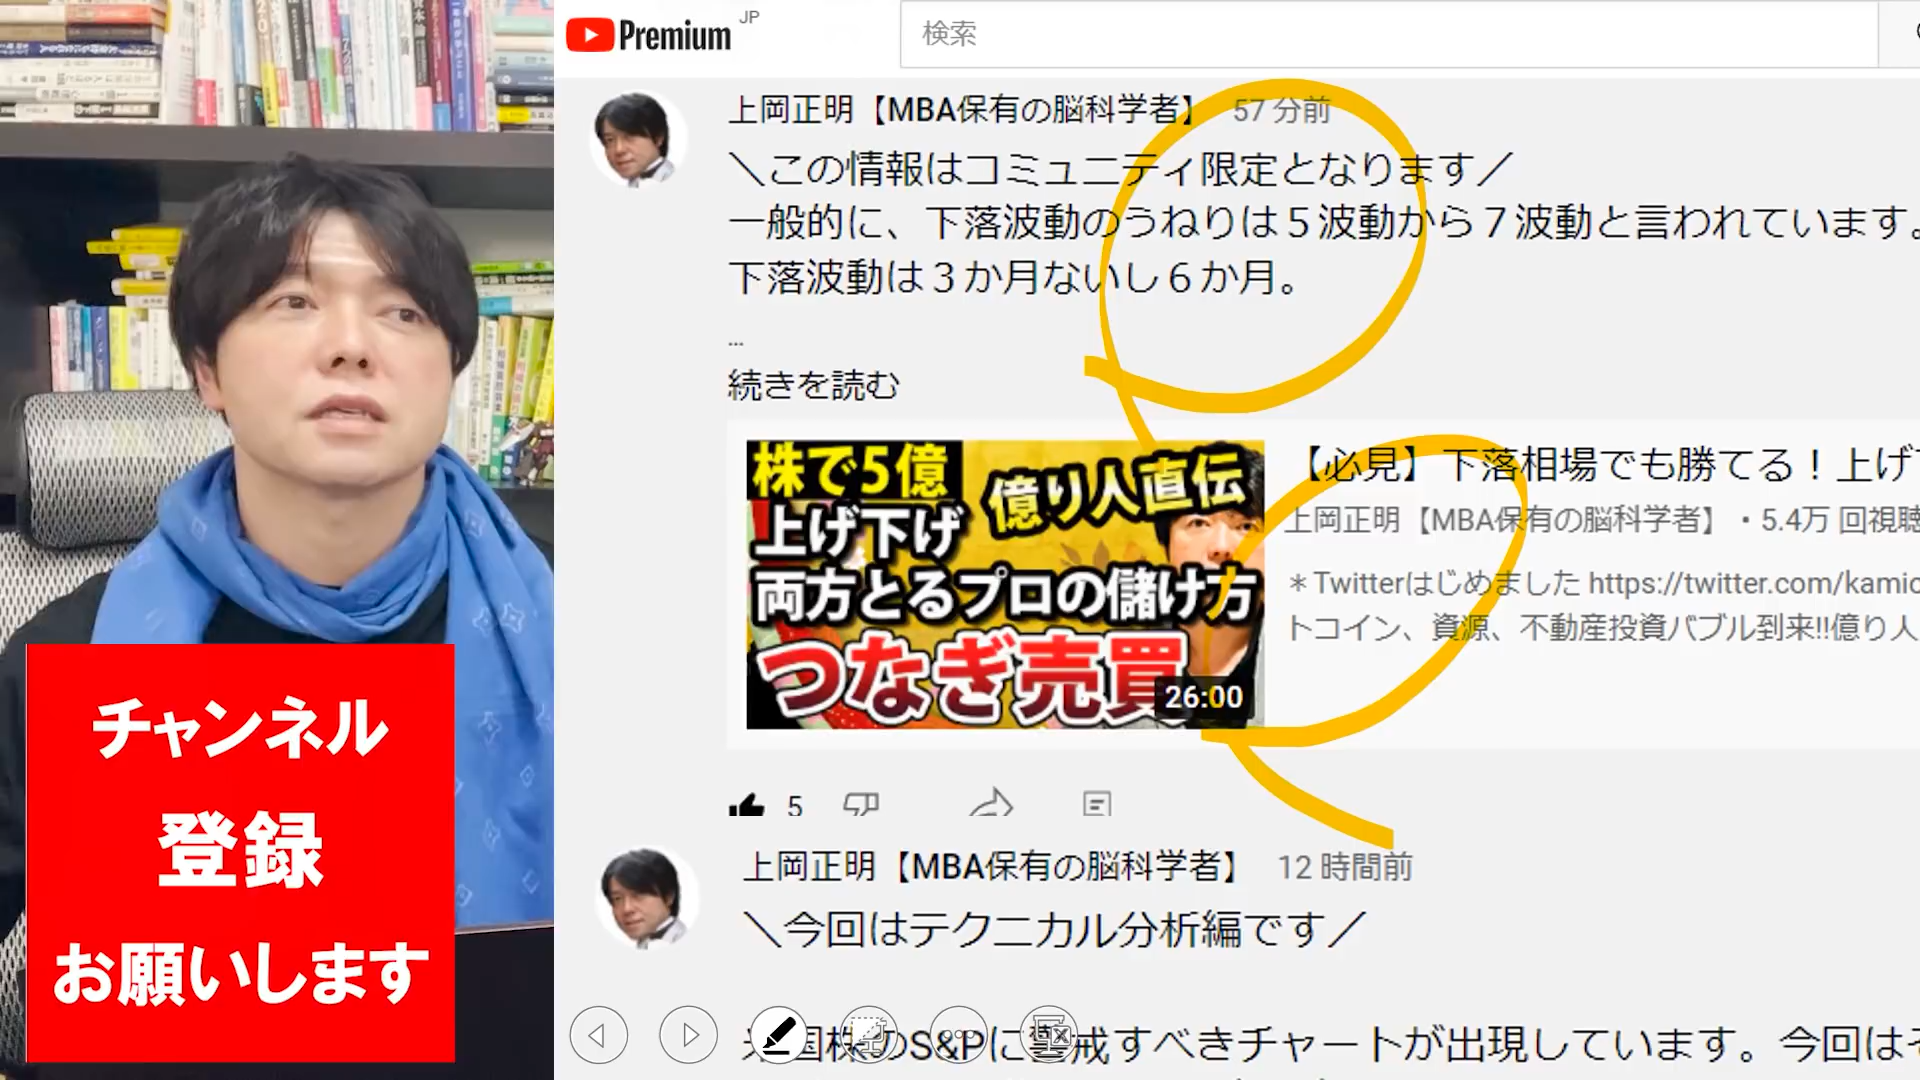 チャンネル
登録
お願いします
Premium JP
検索
上岡正明【MBA保有の脳科学者】 57 分前
＼この情報はコミュニティ限定となります／
一般的に、下落波動のうねりは５波動から７波動と言われています。
下落波動は３か月ないし６か月。
...
続きを読む
株で5億
億り人直伝
上げ下げ
両方とるプロの儲け方
つなぎ売買
26:00
【必見】下落相場でも勝てる！上げ
上岡正明【MBA保有の脳科学者】・5.4万 回視聴
＊Twitterはじめました https://twitter.com/kamio
トコイン、資源、不動産投資バブル到来!!億り人
5
上岡正明【MBA保有の脳科学者】 12 時間前
＼今回はテクニカル分析編です／
米国株のS&Pに警戒すべきチャートが出現しています。今回はそ